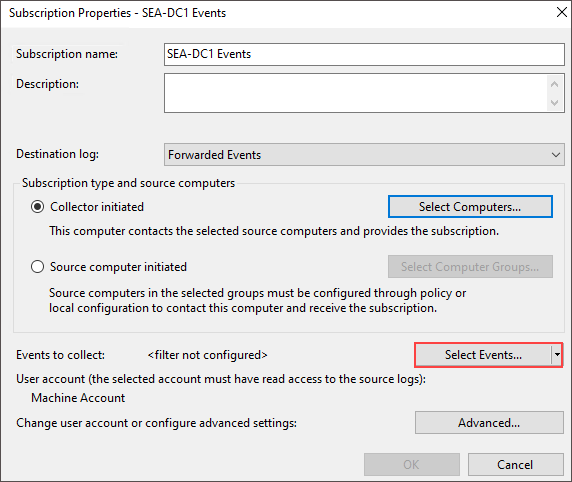 Subscription Properties - SEA-DC1 Events
Subscription name: SEA-DC1 Events
Description:
Destination log: Forwarded Events
Subscription type and source computers
Collector initiated Select Computers...
This computer contacts the selected source computers and provides the subscription.
Source computer initiated Select Computer Groups...
Source computers in the selected groups must be configured through policy or
local configuration to contact this computer and receive the subscription.
Events to collect: <filter not configured> Select Events...
User account (the selected account must have read access to the source logs):
Machine Account
Change user account or configure advanced settings: Advanced...
OK Cancel